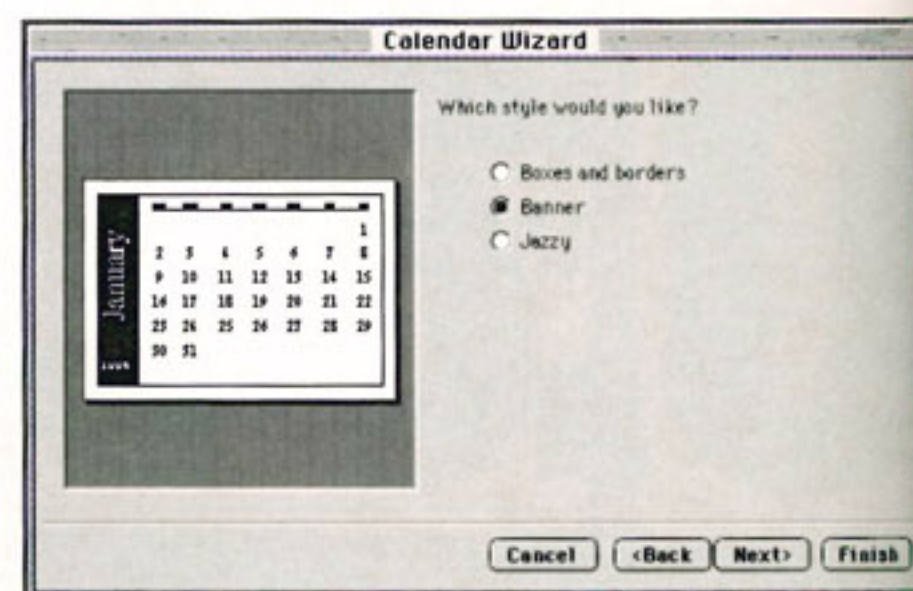 Calendar Wizard
Which style would you like?
Boxes and borders
Banner
Jazzy
January
1
2 3 4 5 6 7 8
9 10 11 12 13 14 15
16 17 18 19 20 21 22
23 24 25 26 27 28 29
30 31
Cancel <Back Next> Finish